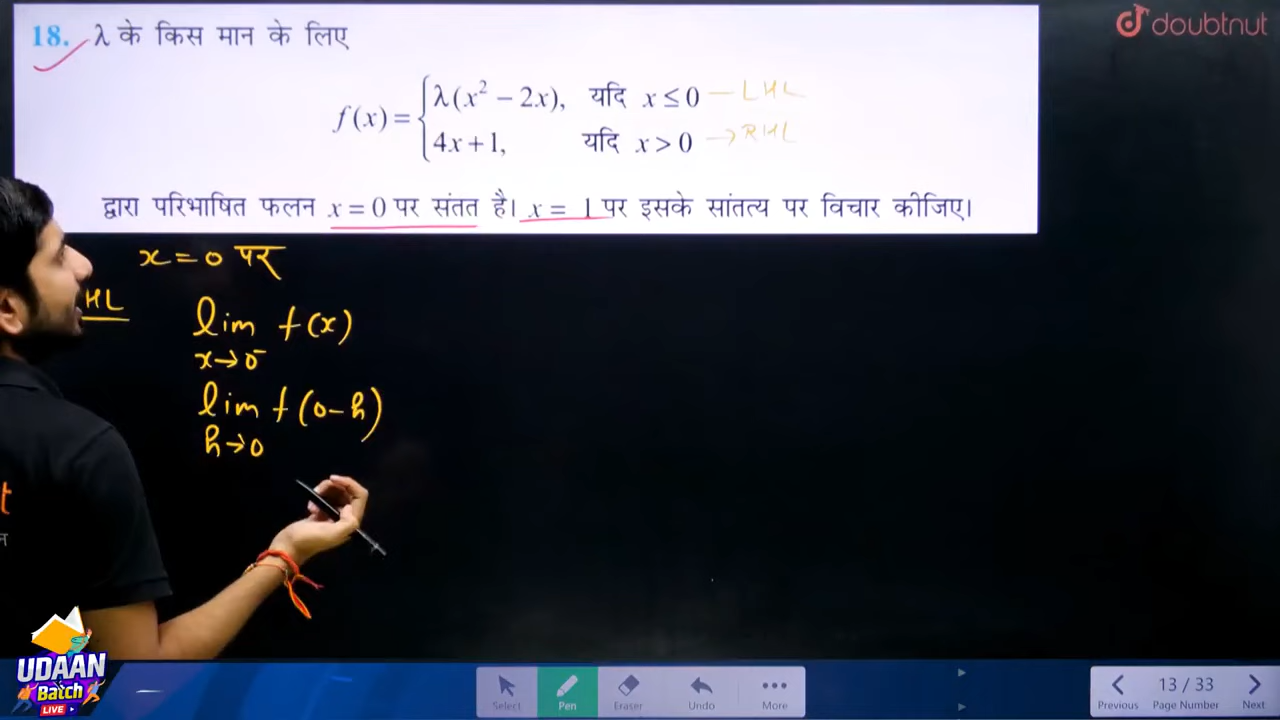 doubtnut
18. λ के किस मान के लिए
f(x) = { λ(x² − 2x), यदि x ≤ 0 — LHL
4x + 1, यदि x > 0 → RHL
द्वारा परिभाषित फलन x = 0 पर संतत है। x = 1 पर इसके सांतत्य पर विचार कीजिए।
x = 0 पर
HL
lim f(x)
x→0⁻
lim f(0-h)
h→0
t
न
UDAAN
Batch
LIVE
Select
Pen
Eraser
Undo
More
Previous
13 / 33
Page Number
Next